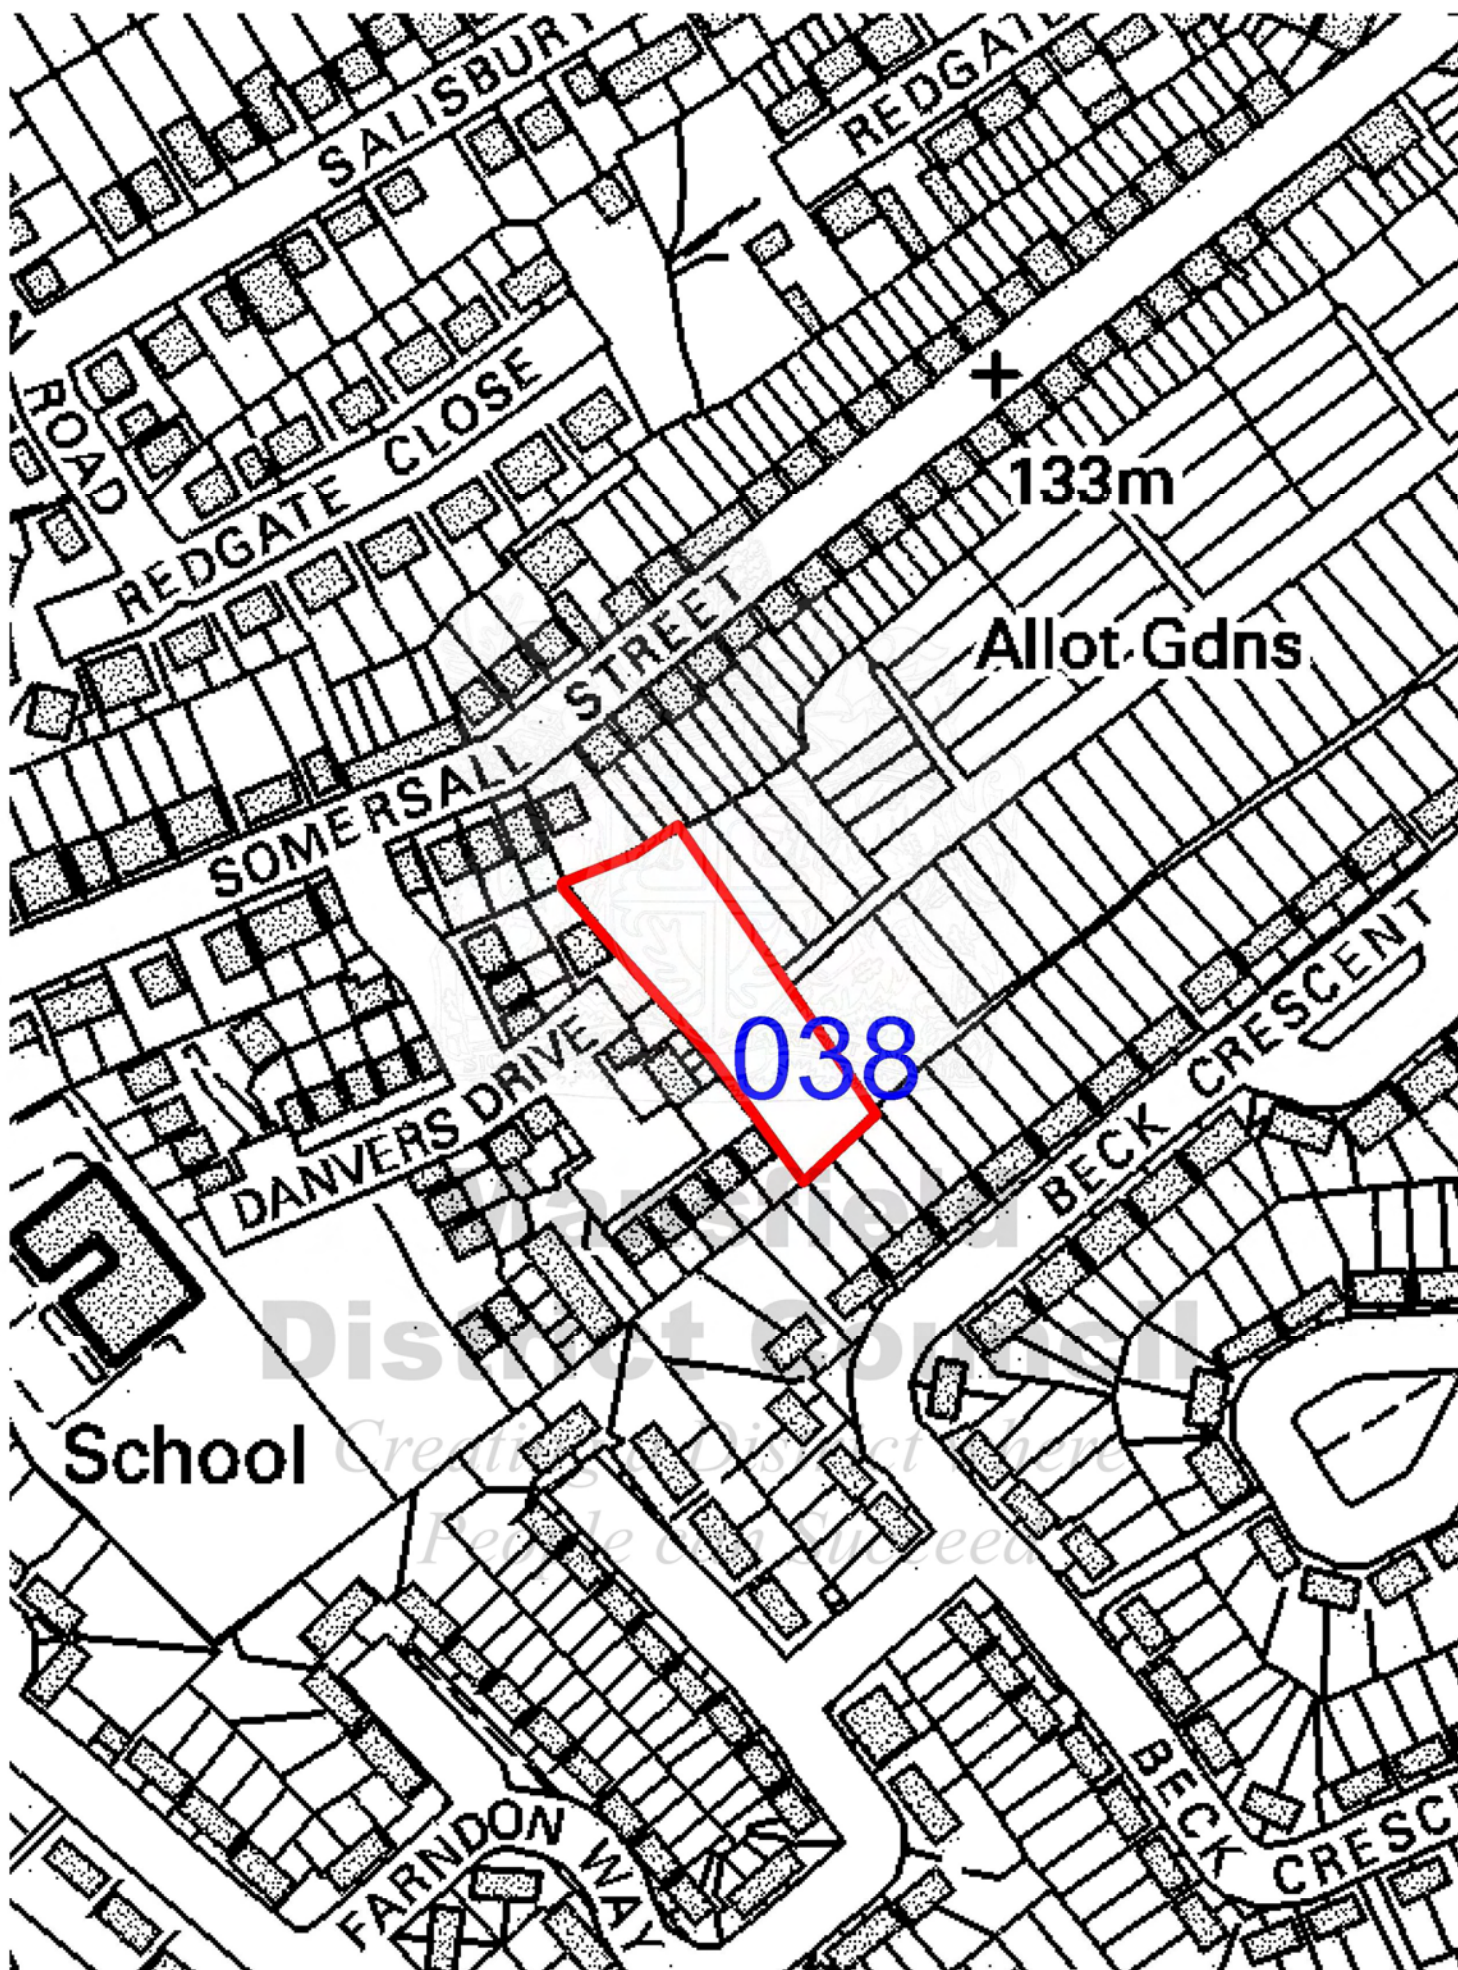 SALISBURY
REDGATE
ROAD
REDGATE CLOSE
133m
Allot Gdns
SOMERSALL STREET
038
BECK CRESCENT
DANVERS DRIVE
Mansfield
District Council
School
Creating a District where
People can Succeed
BECK CRESC
FARNDON WAY